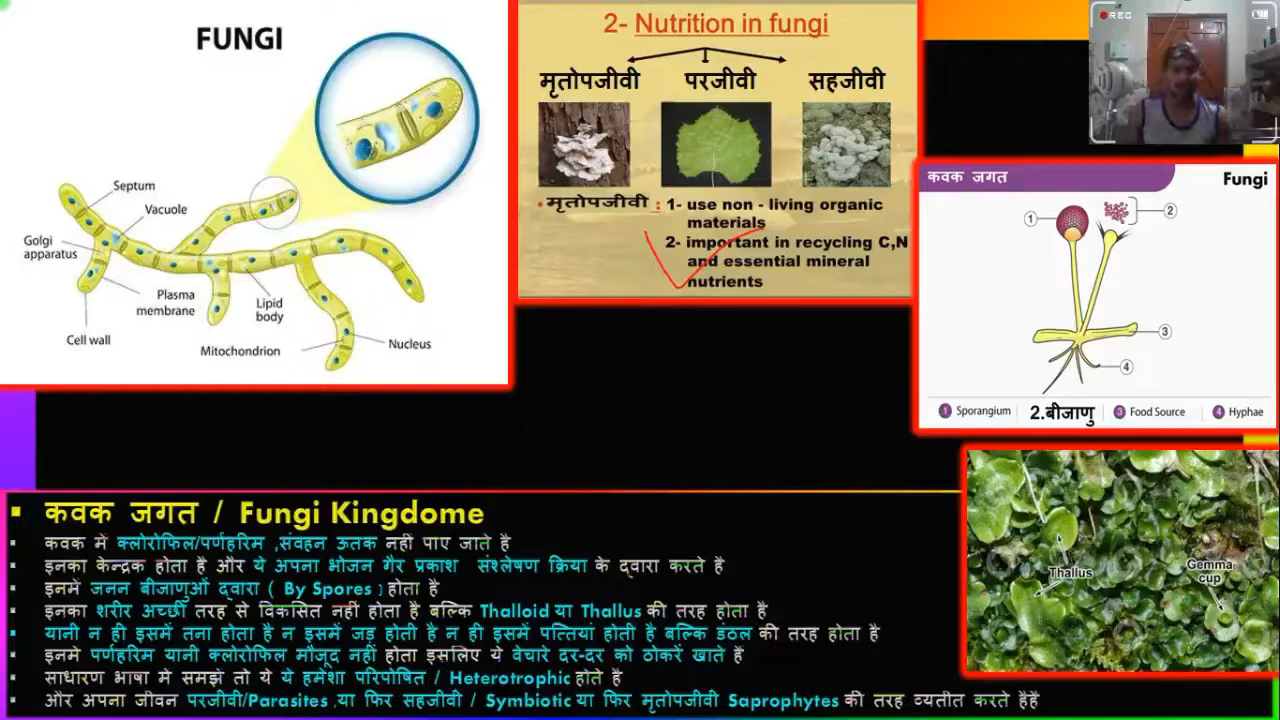 FUNGI
Septum
Vacuole
Golgi
apparatus
Plasma
membrane
Lipid
body
Cell wall
Mitochondrion
Nucleus
2- Nutrition in fungi
मृतोपजीवी परजीवी सहजीवी
• मृतोपजीवी : 1- use non - living organic
materials
2- important in recycling C,N
and essential mineral
nutrients
REC
कवक जगत Fungi
1 2
3
4
1 Sporangium 2.बीजाणु 3 Food Source 4 Hyphae
Thallus
Gemma
cup
कवक जगत / Fungi Kingdome
कवक में क्लोरोफिल/पर्णहरिम ,संवहन ऊतक नहीं पाए जाते है
इनका केन्द्रक होता है और ये अपना भोजन गैर प्रकाश संश्लेषण क्रिया के द्वारा करते है
इनमें जनन बीजाणुओं द्वारा ( By Spores ) होता है
इनका शरीर अच्छी तरह से विकसित नहीं होता है बल्कि Thalloid या Thallus की तरह होता है
यानी न ही इसमें तना होता है न इसमें जड़ होती है न ही इसमें पत्तियां होती है बल्कि डंठल की तरह होता है
इनमे पर्णहरिम यानी क्लोरोफिल मौजूद नहीं होता इसलिए ये वेचारे दर-दर को ठोकरें खाते है
साधारण भाषा में समझें तो ये ये हमेशा परिपोषित / Heterotrophic होते है
और अपना जीवन परजीवी/Parasites ,या फिर सहजीवी / Symbiotic या फिर मृतोपजीवी Saprophytes की तरह व्यतीत करते हैहैं